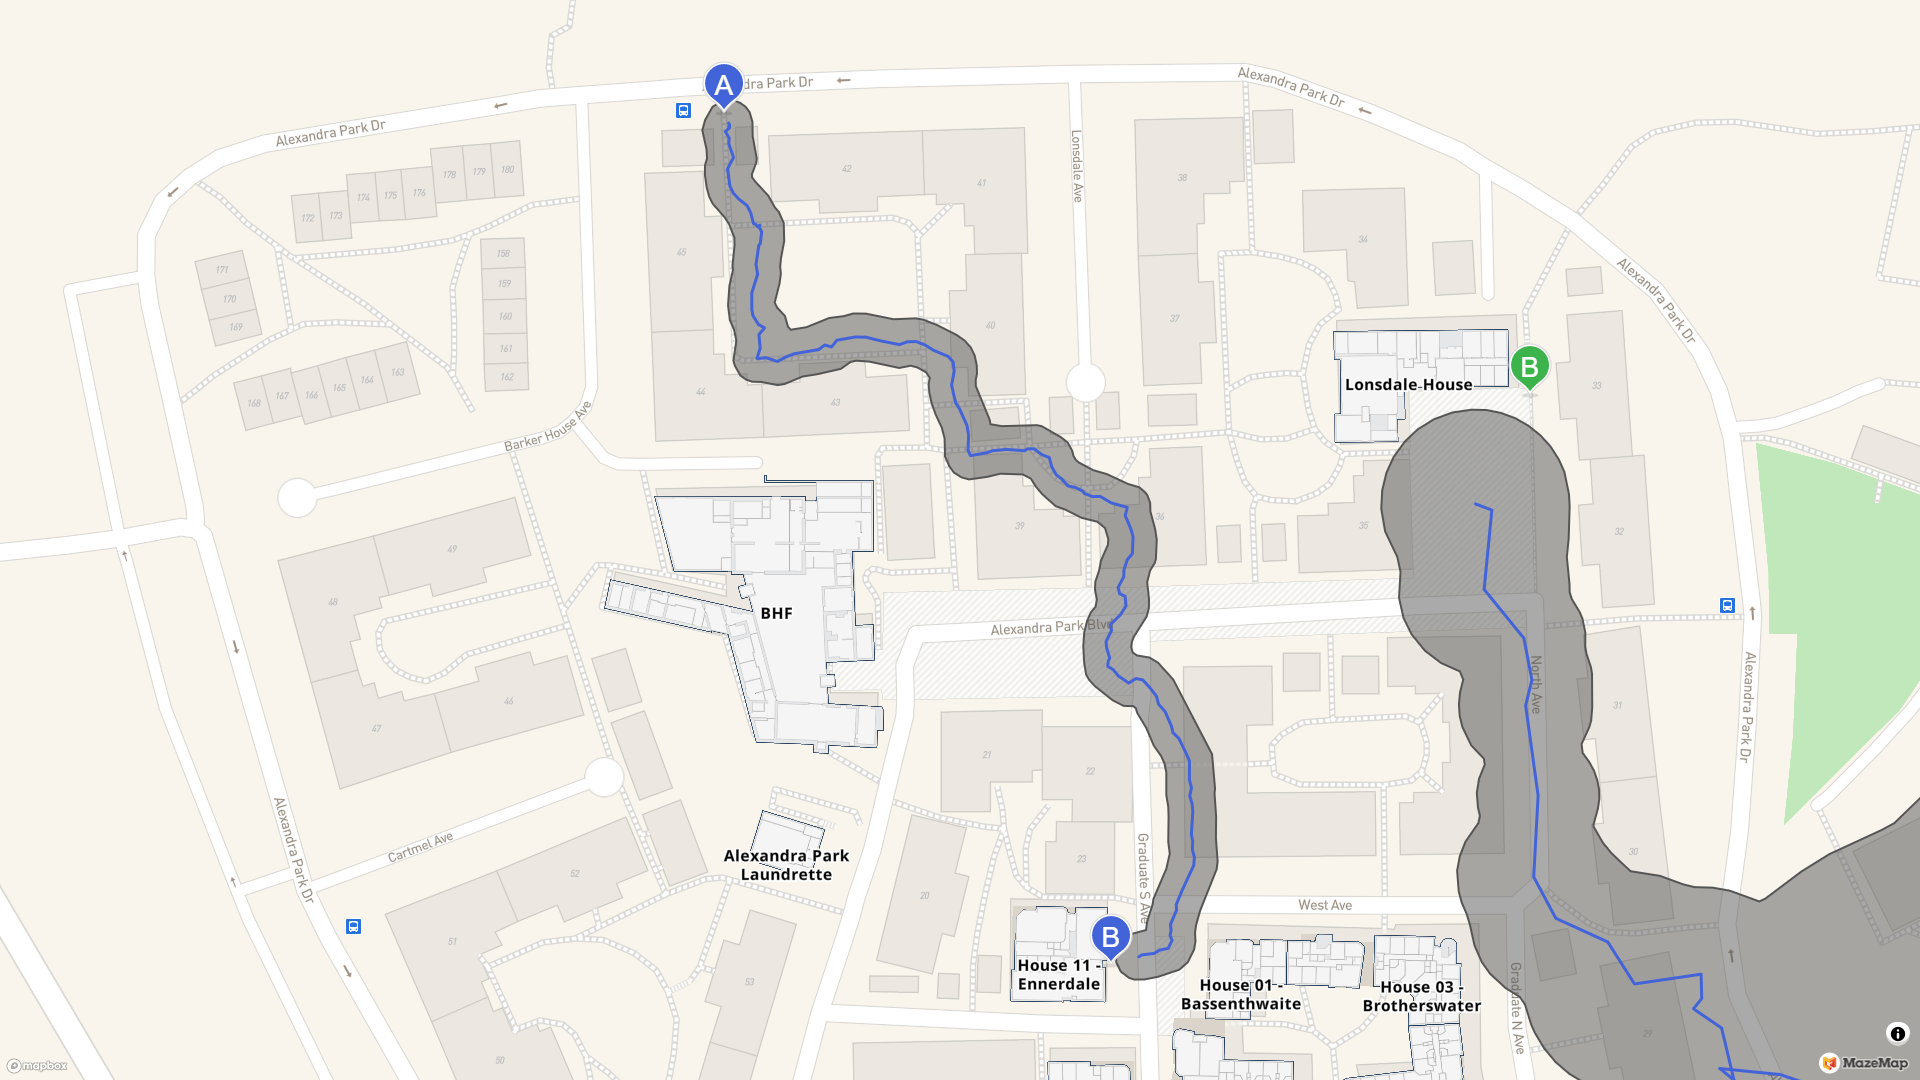 A
dra Park Dr
Alexandra Park Dr
Alexandra Park Dr
Alexandra Park Dr
Lonsdale Ave
180
179
178
176
175
174
173
172
42
41
38
34
45
171
170
169
158
159
160
161
162
40
37
B
33
Lonsdale House
168
167
166
165
164
163
44
43
Barker House Ave
39
36
35
32
49
48
BHF
Alexandra Park Blvd
47
46
North Ave
31
Alexandra Park Dr
21
22
Alexandra Park Dr
Cartmel Ave
Alexandra Park
Laundrette
23
Graduate S Ave
30
52
20
West Ave
51
B
House 11 -
Ennerdale
53
House 01 -
Bassenthwaite
House 03 -
Brotherswater
Graduate N Ave
29
50
mapbox
MazeMap